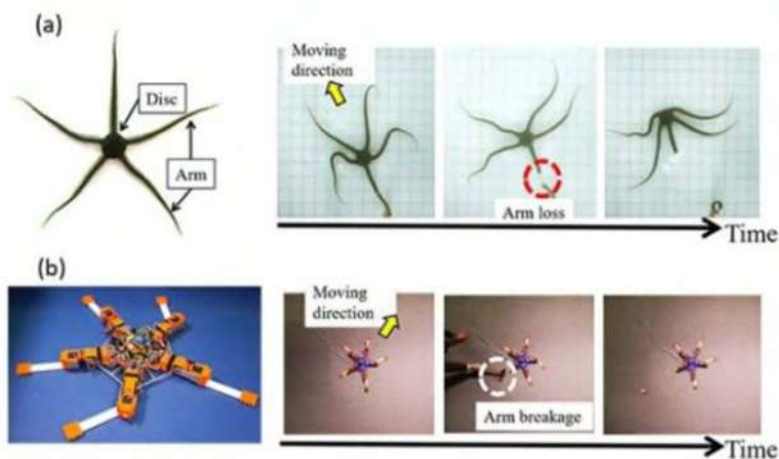 (a)
Disc
Arm
Moving
direction
Arm loss
Time
(b)
Moving
direction
Arm breakage
Time